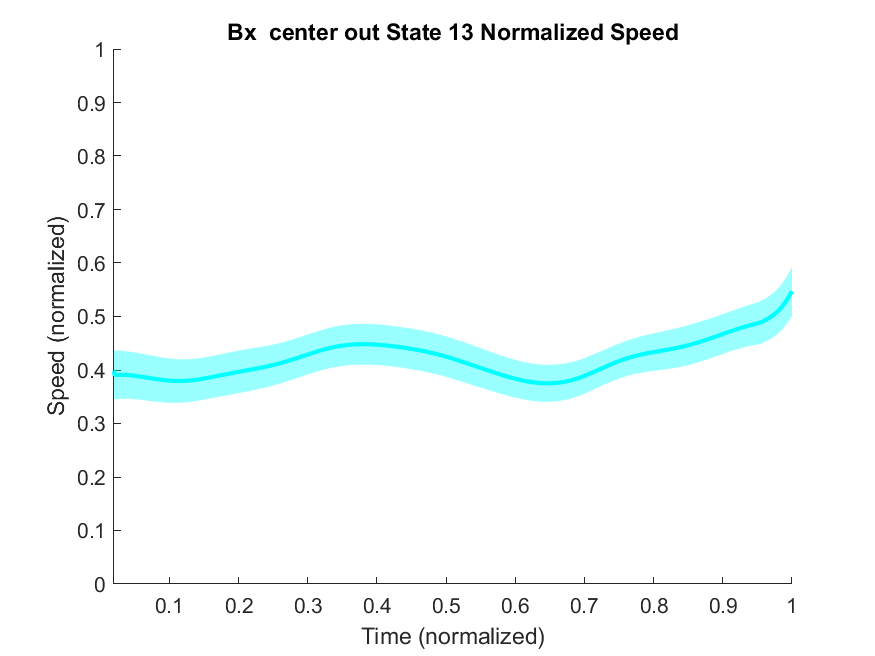 Bx  center out State 13 Normalized Speed
1
0.9
0.8
0.7
0.6
0.5
0.4
0.3
0.2
0.1
0
Speed (normalized)
0.1 0.2 0.3 0.4 0.5 0.6 0.7 0.8 0.9 1
Time (normalized)